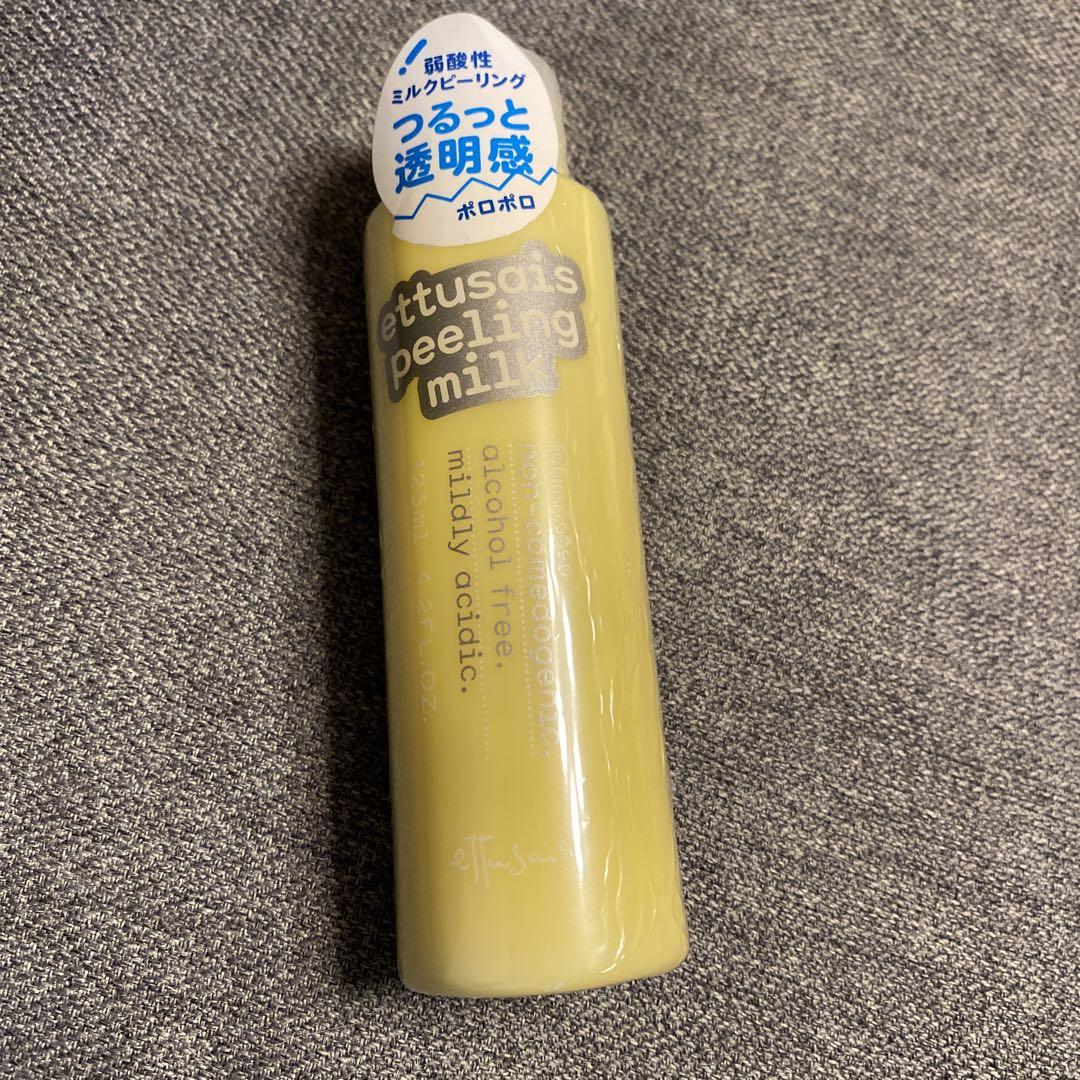 !
弱酸性
ミルクピーリング
つるっと
透明感
ポロポロ
ettusais
peeling
milk
non-comedogenic.
alcohol free.
mildly acidic.
125mL 4.2FL.OZ.
ettusais